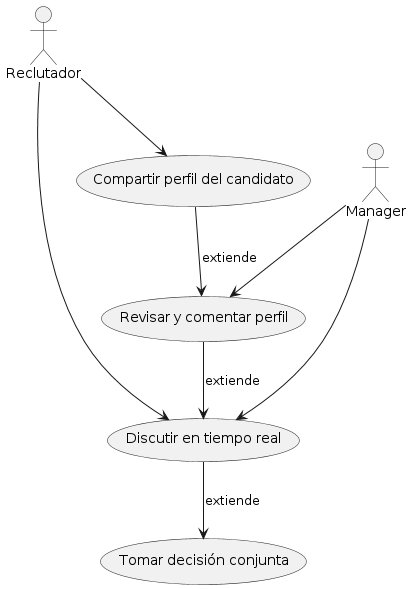 Reclutador
Compartir perfil del candidato
Manager
extiende
Revisar y comentar perfil
extiende
Discutir en tiempo real
extiende
Tomar decisión conjunta